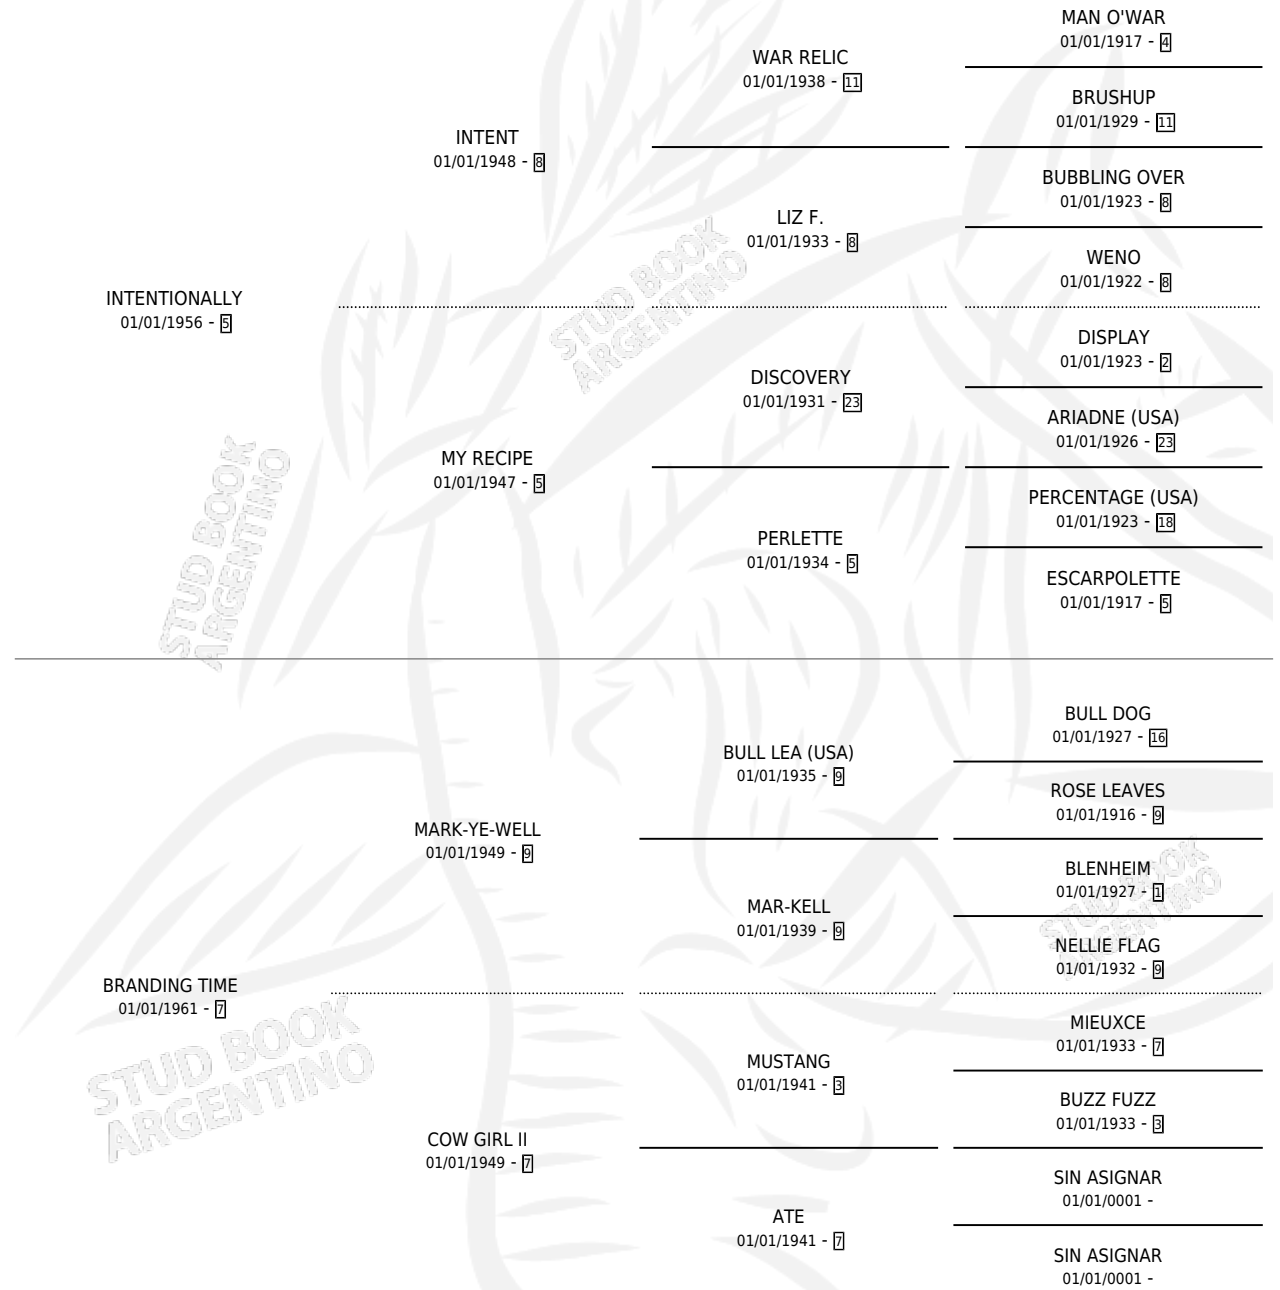 MAN O'WAR
01/01/1917 - 4
WAR RELIC
01/01/1938 - 11
BRUSHUP
01/01/1929 - 11
INTENT
01/01/1948 - 8
BUBBLING OVER
01/01/1923 - 8
LIZ F.
01/01/1933 - 8
WENO
01/01/1922 - 8
INTENTIONALLY
01/01/1956 - 5
DISPLAY
01/01/1923 - 2
DISCOVERY
01/01/1931 - 23
ARIADNE (USA)
01/01/1926 - 23
MY RECIPE
01/01/1947 - 5
PERCENTAGE (USA)
01/01/1923 - 18
PERLETTE
01/01/1934 - 5
ESCARPOLETTE
01/01/1917 - 5
BULL DOG
01/01/1927 - 16
BULL LEA (USA)
01/01/1935 - 9
ROSE LEAVES
01/01/1916 - 9
MARK-YE-WELL
01/01/1949 - 9
BLENHEIM
01/01/1927 - 1
MAR-KELL
01/01/1939 - 9
NELLIE FLAG
01/01/1932 - 9
BRANDING TIME
01/01/1961 - 7
MIEUXCE
01/01/1933 - 7
MUSTANG
01/01/1941 - 3
BUZZ FUZZ
01/01/1933 - 3
COW GIRL II
01/01/1949 - 7
SIN ASIGNAR
01/01/0001 -
ATE
01/01/1941 - 7
SIN ASIGNAR
01/01/0001 -
STUD BOOK
ARGENTINO
STUD BOOK
ARGENTINO
STUD BOOK
ARGENTINO
STUD BOOK
ARGENTINO